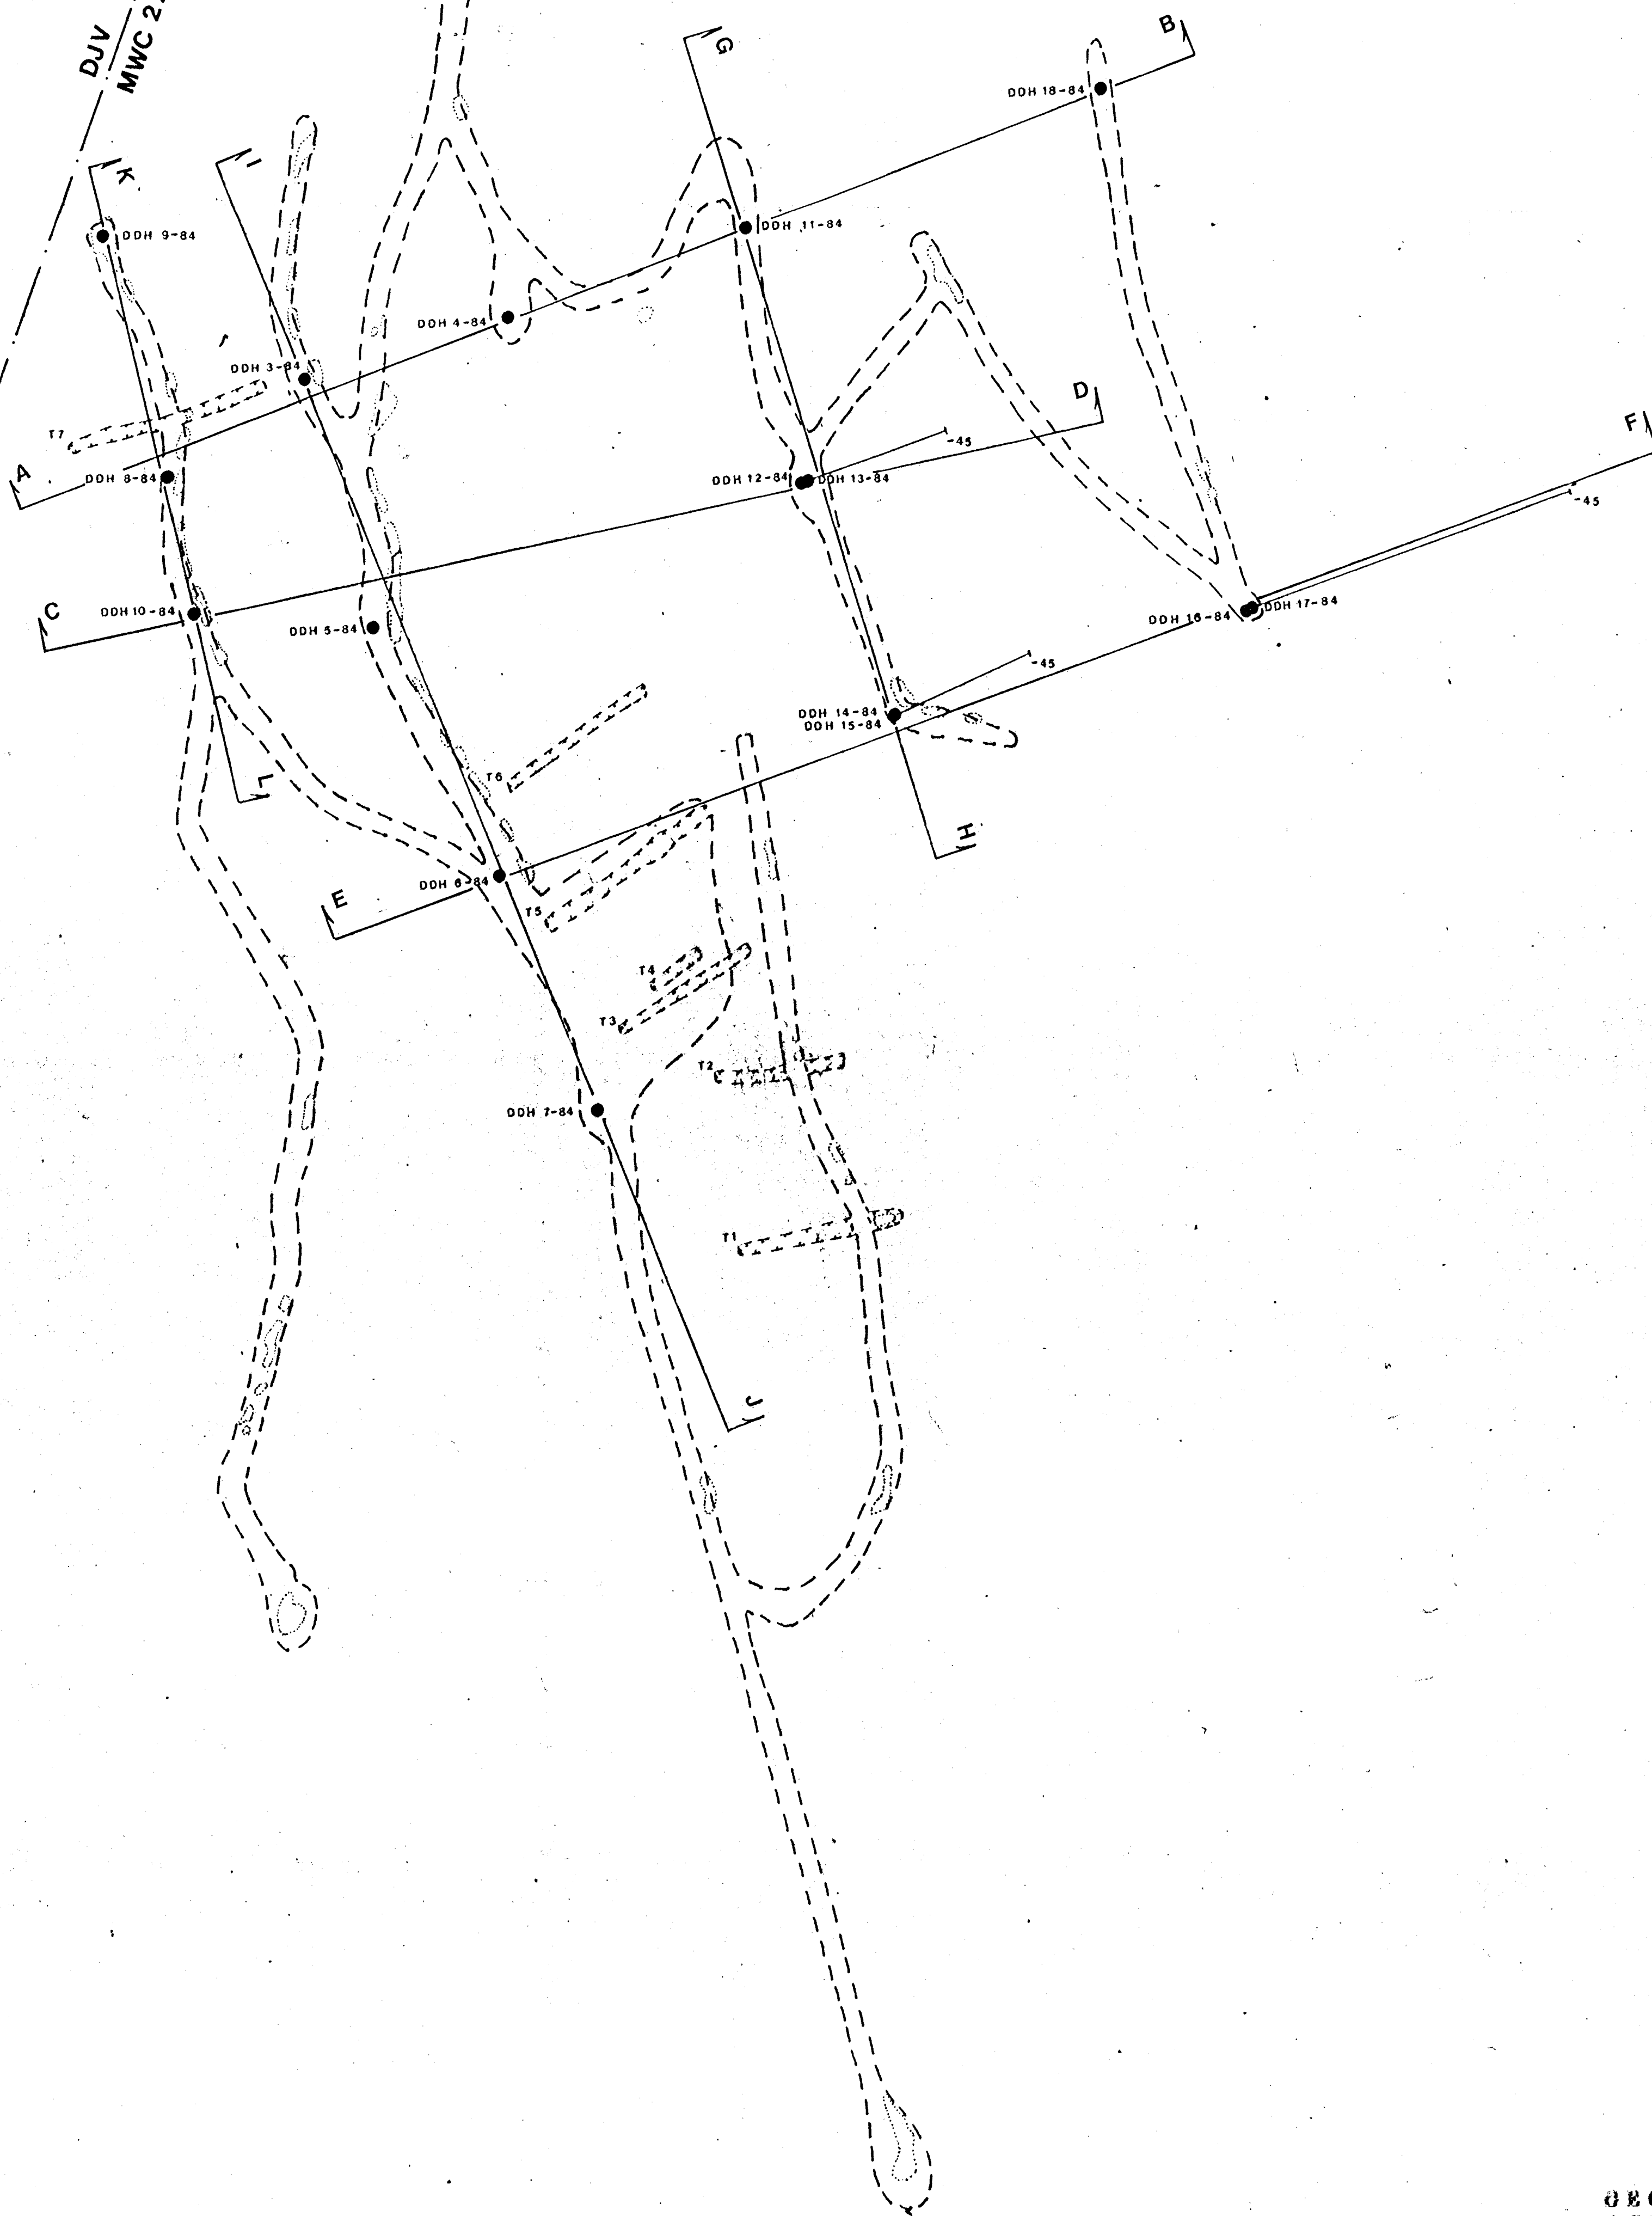 DJV
MWC 2
G
B
DDH 18-84
K
I
DDH 9-84
DDH 11-84
DDH 4-84
DDH 3-84
D
F
T7
-45
A
DDH 8-84
DDH 12-84
DDH 13-84
-45
C
DDH 10-84
DDH 5-84
DDH 16-84
DDH 17-84
-45
DDH 14-84
DDH 15-84
T6
L
H
DDH 6-84
E
T5
T4
T3
T2
DDH 7-84
T1
J